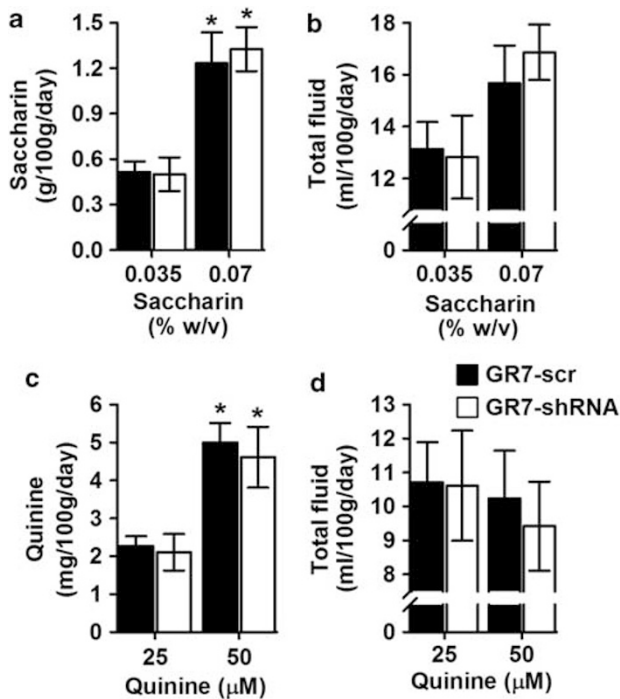 a
Saccharin
(g/100g/day)
1.5
1.2
0.9
0.6
0.3
0.0
* *
0.035 0.07
Saccharin
(% w/v)
b
Total fluid
(ml/100g/day)
18
16
14
12
0
0.035 0.07
Saccharin
(% w/v)
c
Quinine
(mg/100g/day)
6
5
4
3
2
1
0
* *
25 50
Quinine (μM)
d
GR7-scr
GR7-shRNA
Total fluid
(ml/100g/day)
13
12
11
10
9
8
0
25 50
Quinine (μM)